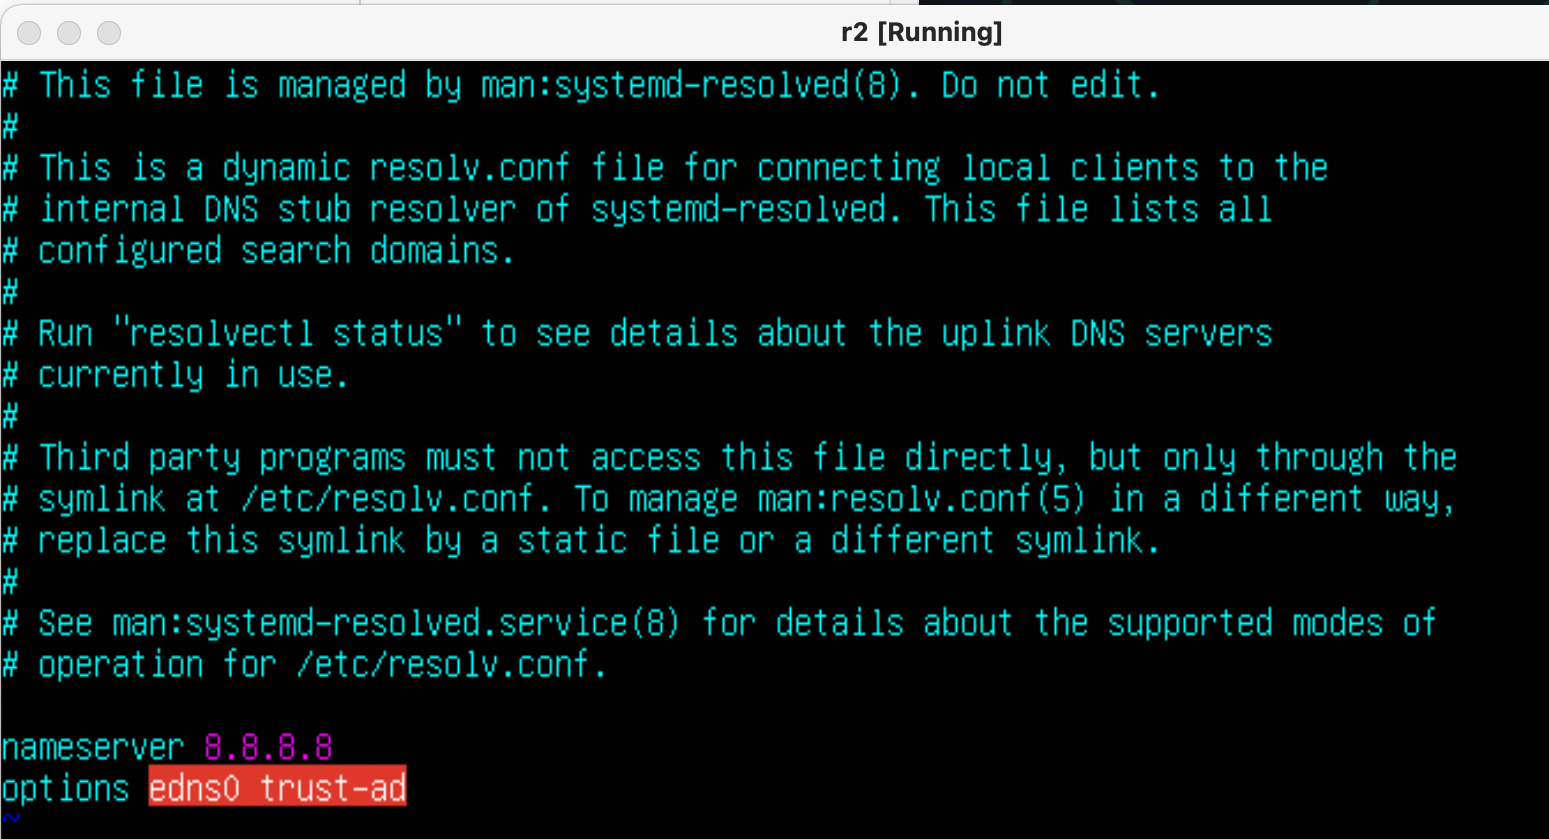 r2 [Running]
# This file is managed by man:systemd-resolved(8). Do not edit.
#
# This is a dynamic resolv.conf file for connecting local clients to the
# internal DNS stub resolver of systemd-resolved. This file lists all
# configured search domains.
#
# Run "resolvectl status" to see details about the uplink DNS servers
# currently in use.
#
# Third party programs must not access this file directly, but only through the
# symlink at /etc/resolv.conf. To manage man:resolv.conf(5) in a different way,
# replace this symlink by a static file or a different symlink.
#
# See man:systemd-resolved.service(8) for details about the supported modes of
# operation for /etc/resolv.conf.

nameserver 8.8.8.8
options edns0 trust-ad
~